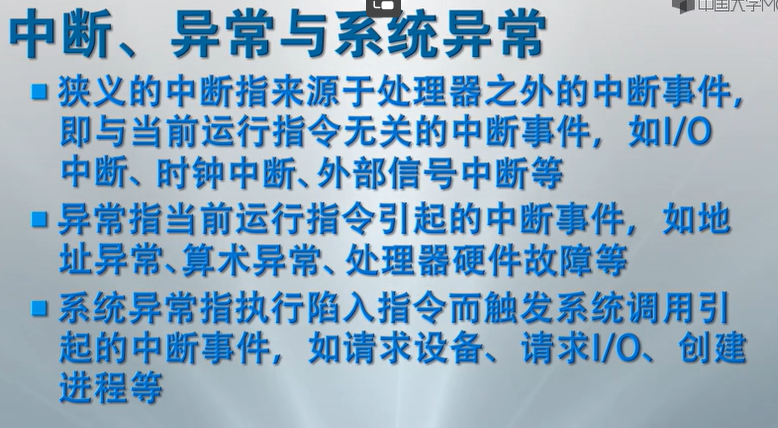 中国大学MO
中断、异常与系统异常
狭义的中断指来源于处理器之外的中断事件，
即与当前运行指令无关的中断事件，如I/O
中断、时钟中断、外部信号中断等
异常指当前运行指令引起的中断事件，如地
址异常、算术异常、处理器硬件故障等
系统异常指执行陷入指令而触发系统调用引
起的中断事件，如请求设备、请求I/O、创建
进程等